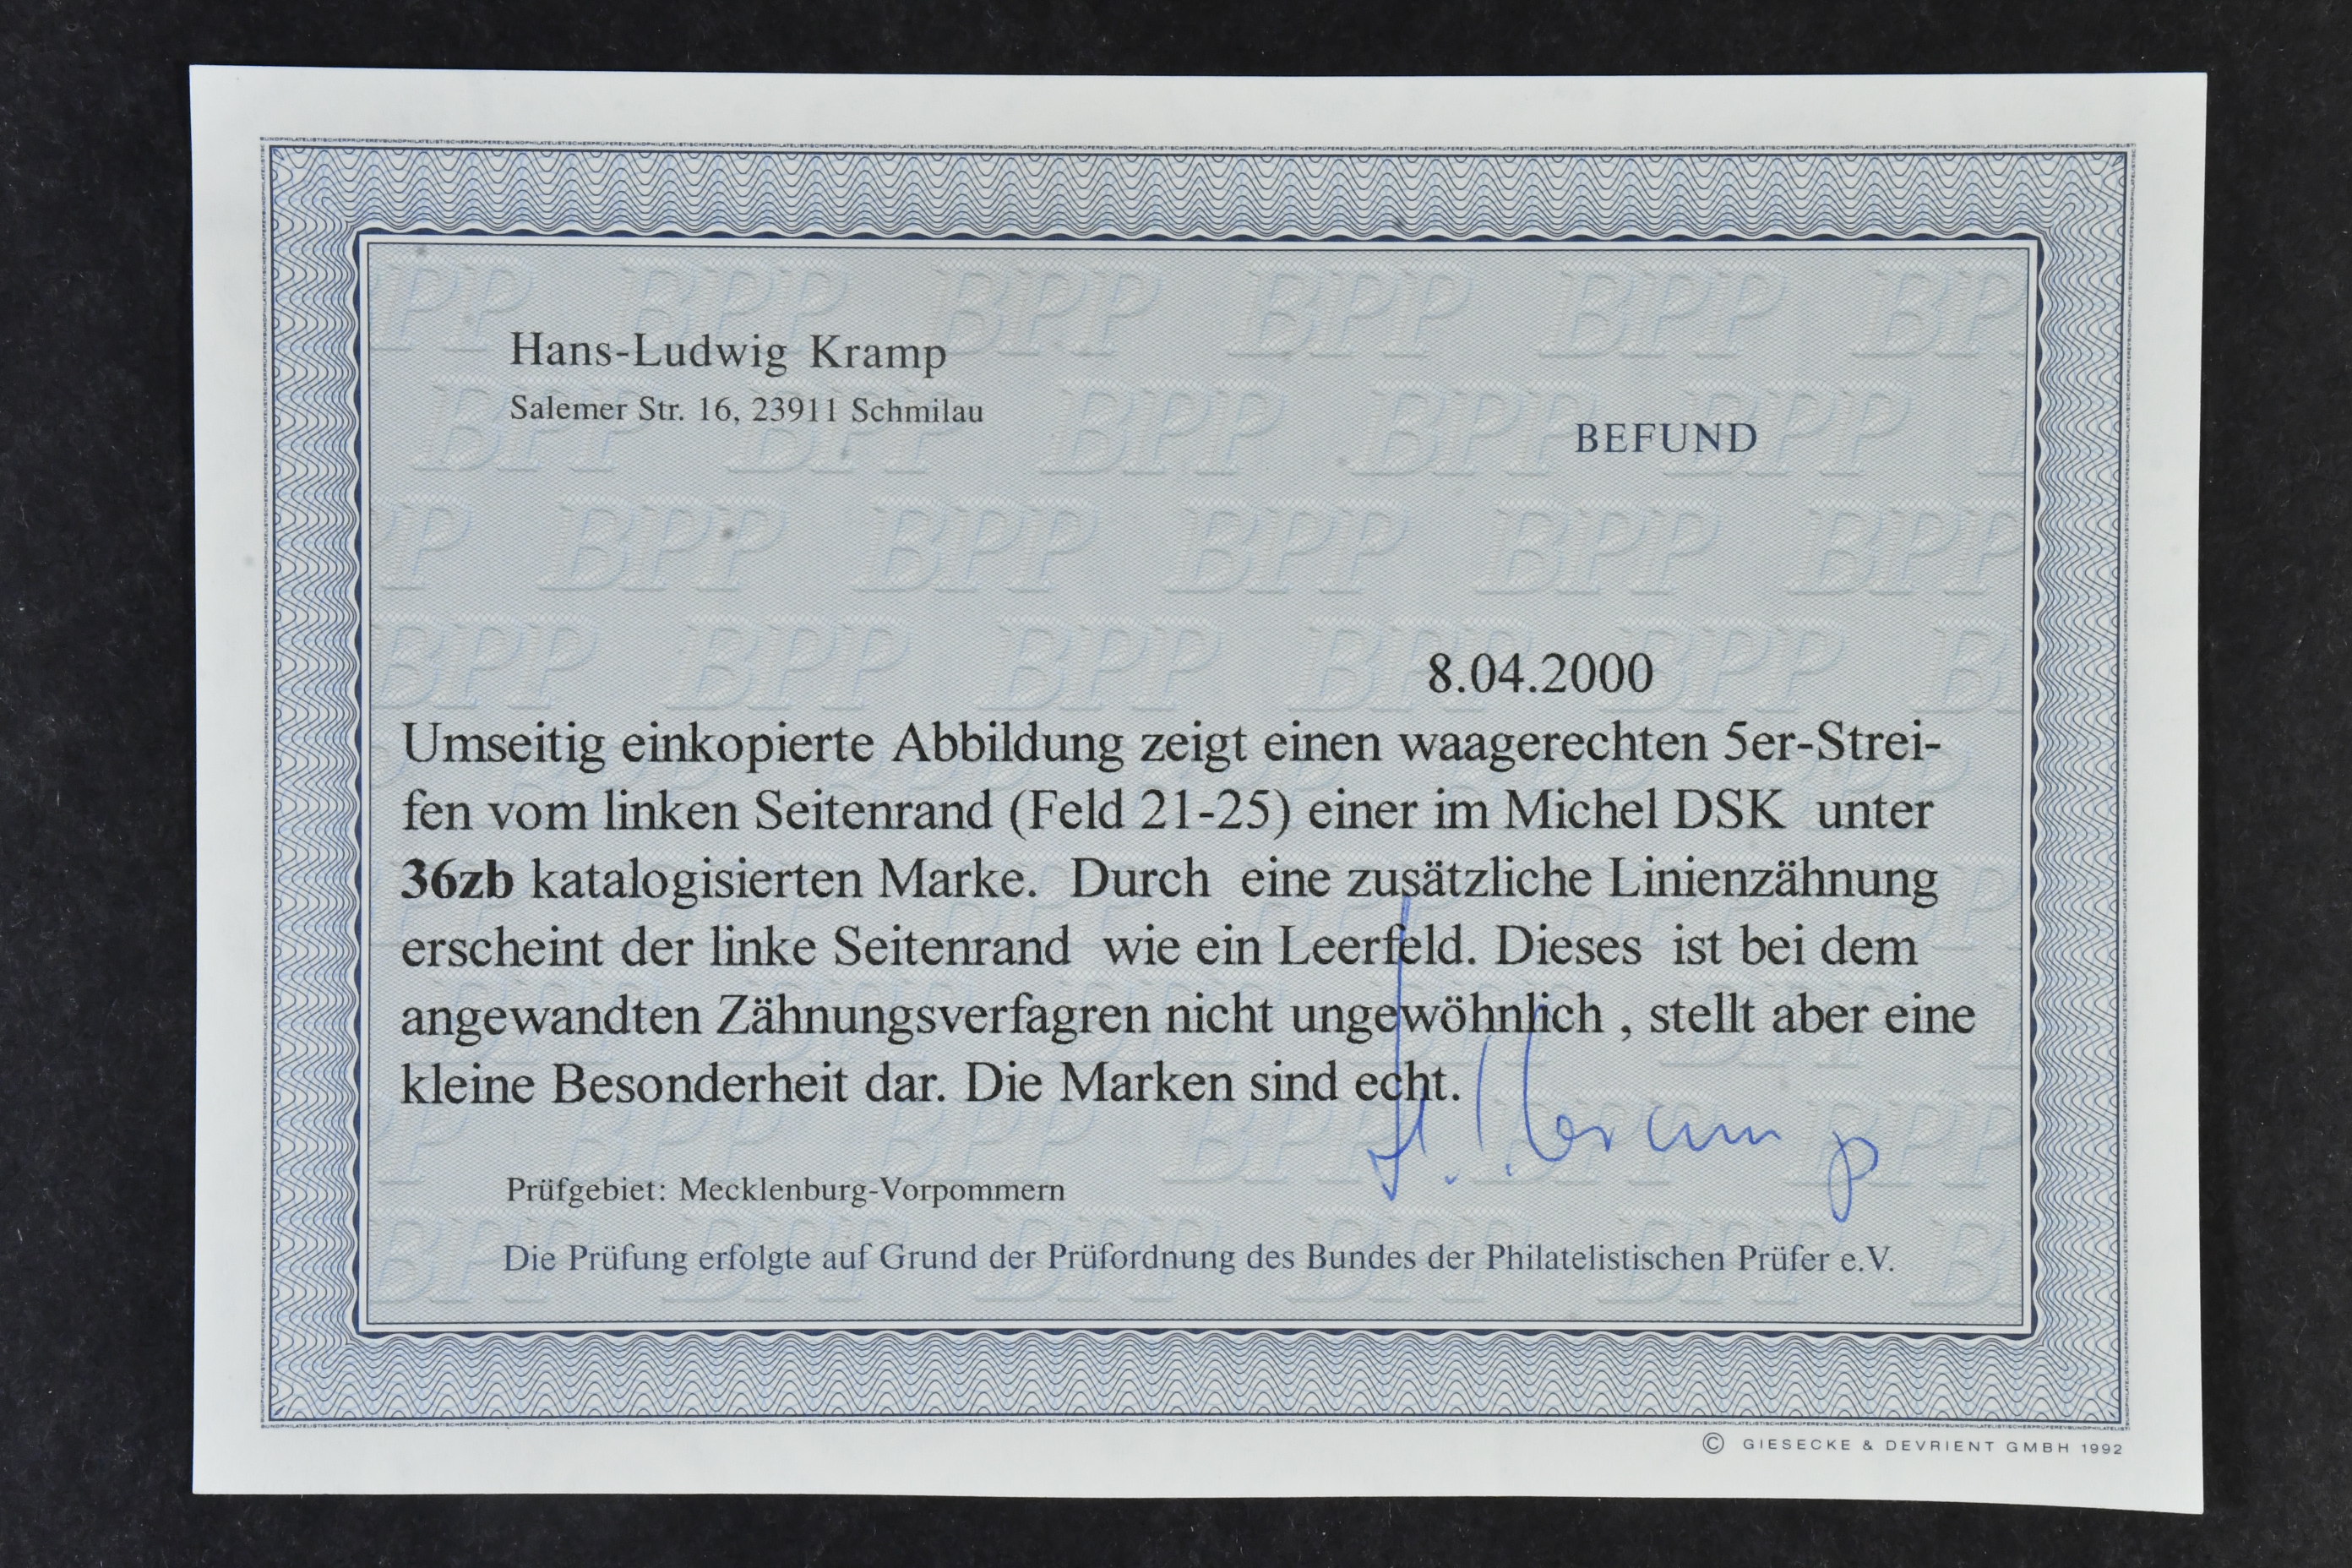 Hans-Ludwig Kramp
Salemer Str. 16, 23911 Schmilau
BEFUND
8.04.2000
Umseitig einkopierte Abbildung zeigt einen waagerechten 5er-Strei-
fen vom linken Seitenrand (Feld 21-25) einer im Michel DSK unter
36zb katalogisierten Marke. Durch eine zusätzliche Linienzähnung
erscheint der linke Seitenrand wie ein Leerfeld. Dieses ist bei dem
angewandten Zähnungsverfagren nicht ungewöhnlich , stellt aber eine
kleine Besonderheit dar. Die Marken sind echt.
Prüfgebiet: Mecklenburg-Vorpommern
Die Prüfung erfolgte auf Grund der Prüfordnung des Bundes der Philatelistischen Prüfer e.V.
© GIESECKE & DEVRIENT GMBH 1992